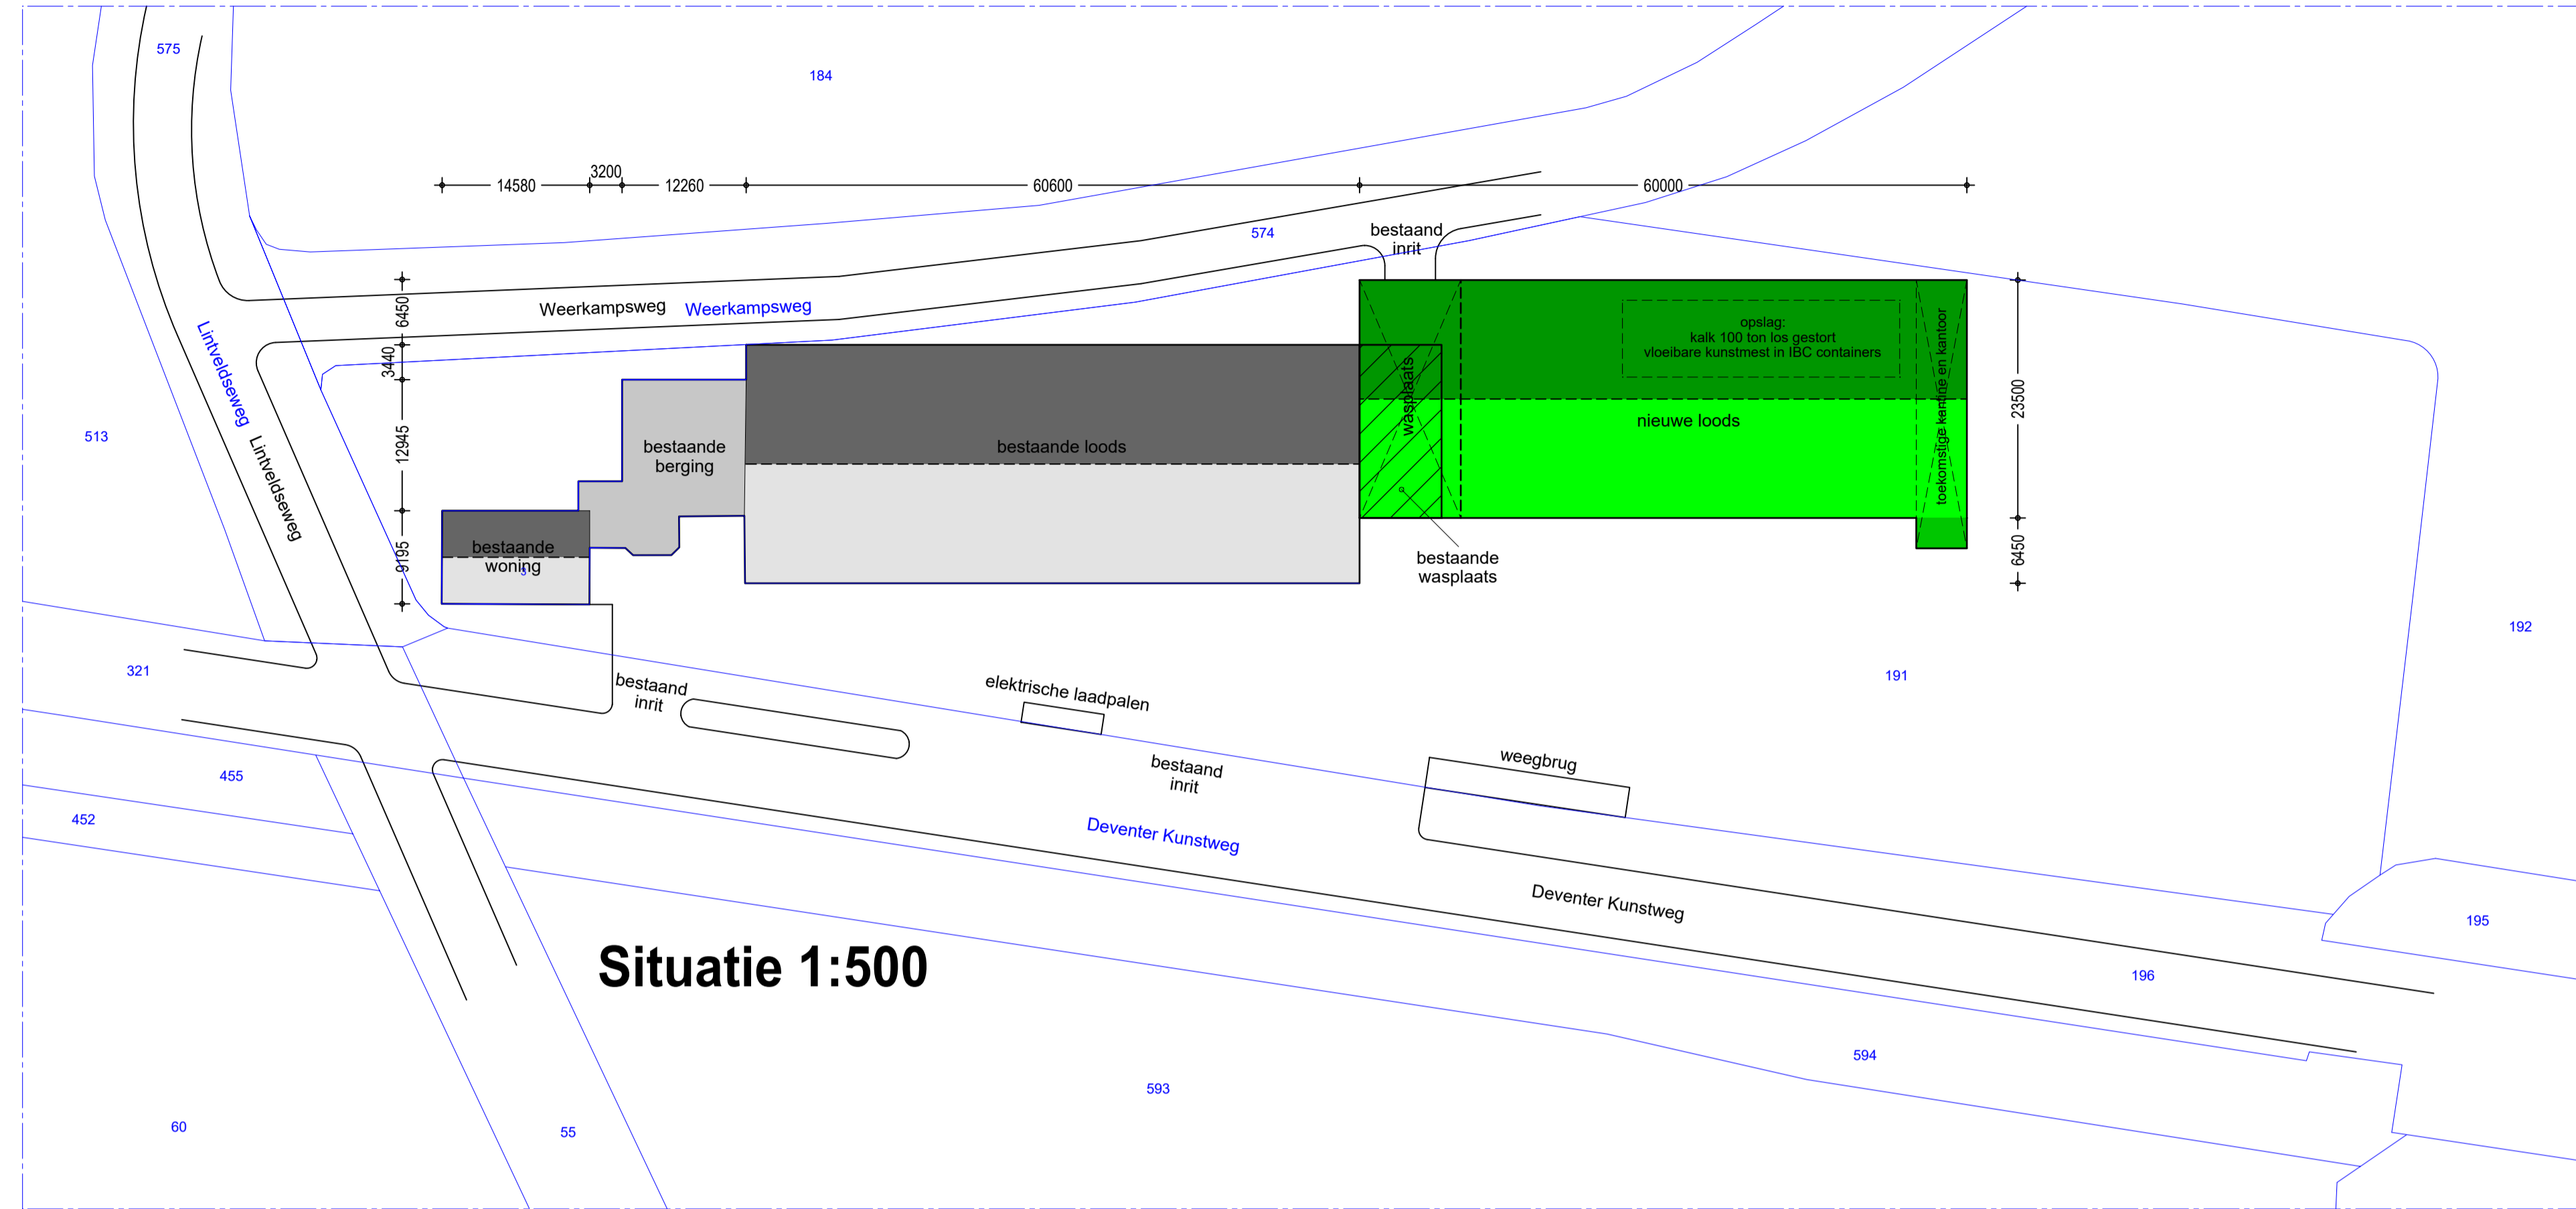 575
184
3200
14580
12260
60600
60000
574
bestaand
inrit
6450
Weerkampsweg
Weerkampsweg
Lintveldseweg
Lintveldseweg
3440
12945
9195
513
opslag:
kalk 100 ton los gestort
vloeibare kunstmest in IBC containers
wasplaats
toekomstige kantine en kantoor
nieuwe loods
23500
6450
bestaande
berging
bestaande loods
bestaande
woning
3
bestaande
wasplaats
192
321
191
bestaand
inrit
elektrische laadpalen
bestaand
inrit
weegbrug
455
452
Deventer Kunstweg
Deventer Kunstweg
195
196
Situatie 1:500
594
593
60
55